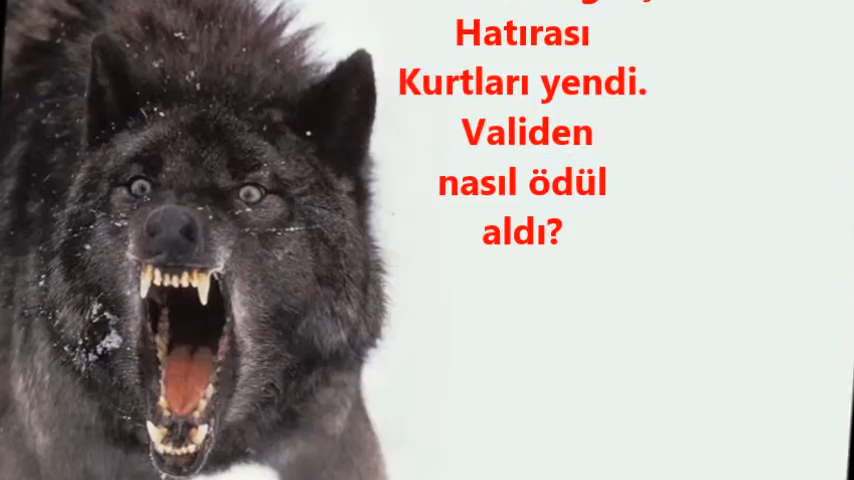 Hatırası
Kurtları yendi.
Validen
nasıl ödül
aldı?